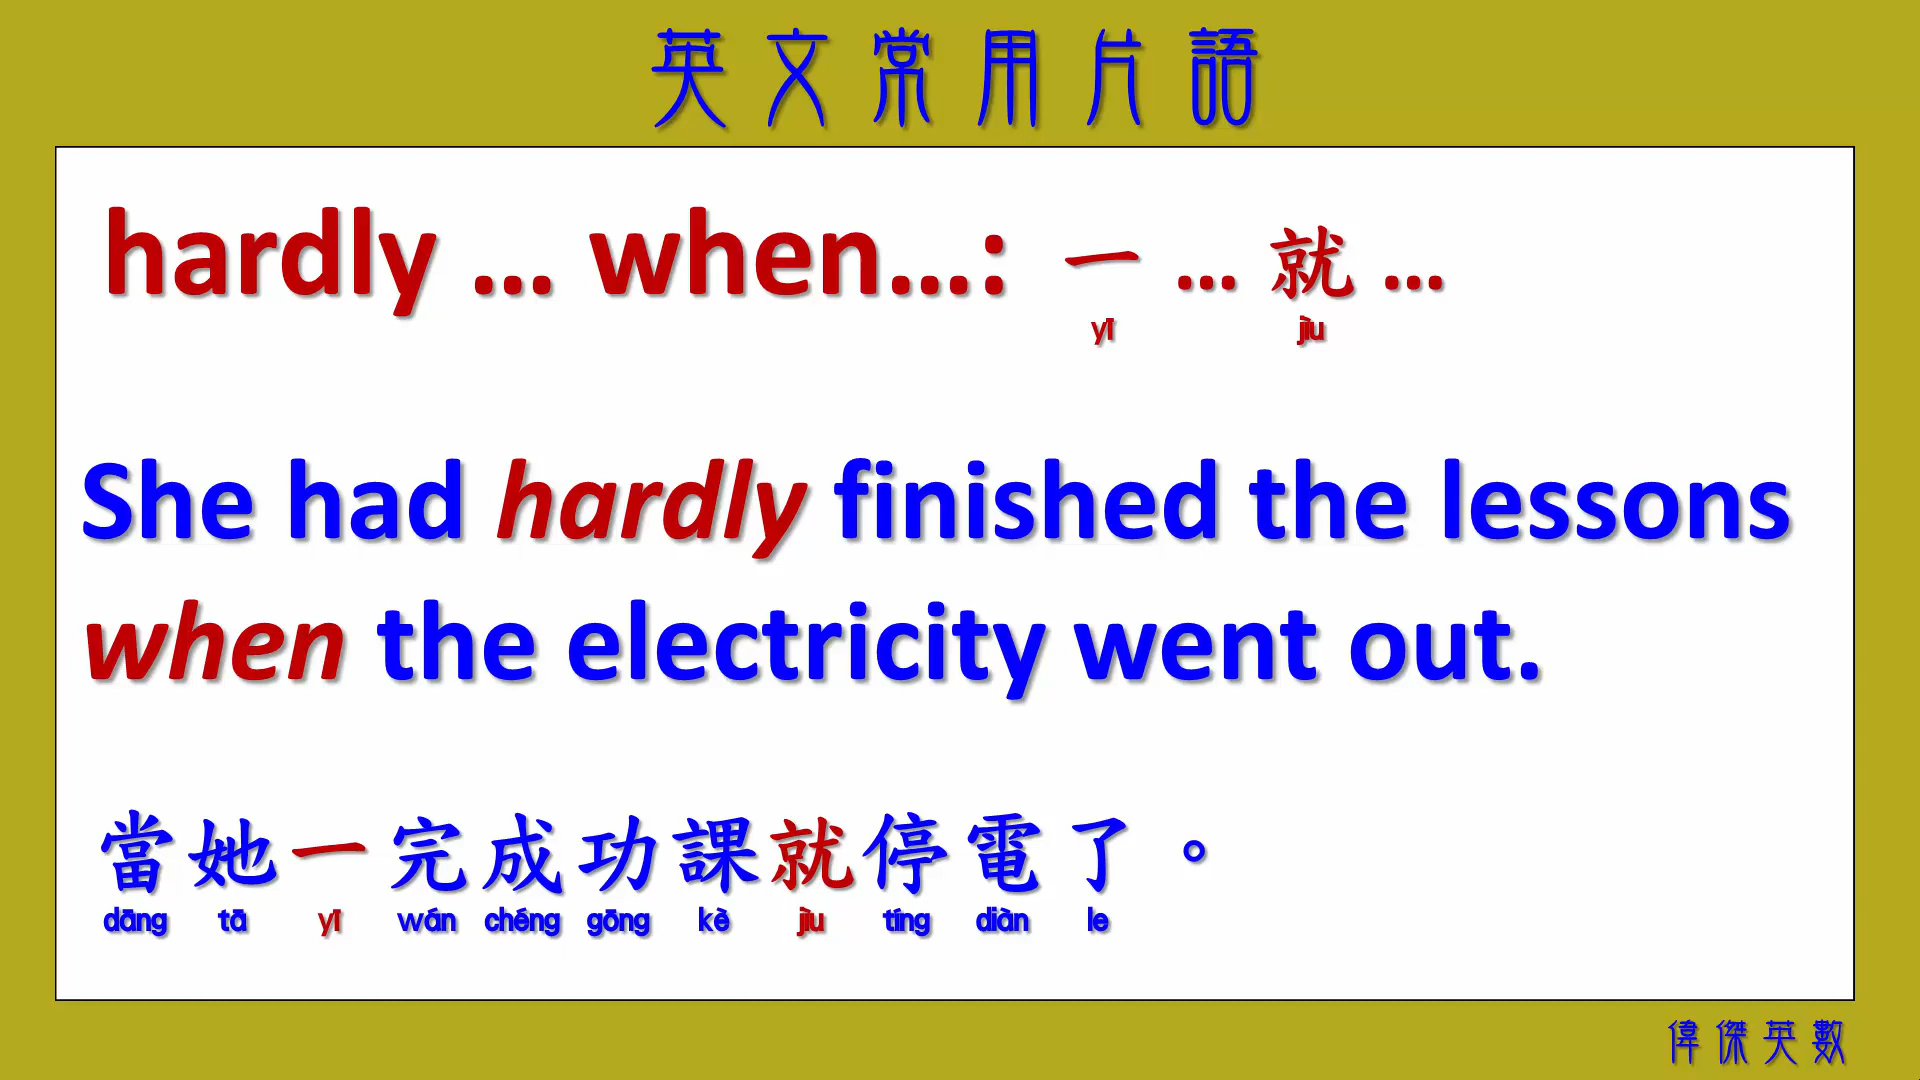 英文常用片語
hardly … when…: 一 … 就 …
yī jiù
She had hardly finished the lessons
when the electricity went out.
當她一完成功課就停電了。
dāng tā yī wán chéng gōng kè jiù tíng diàn le
偉傑英數